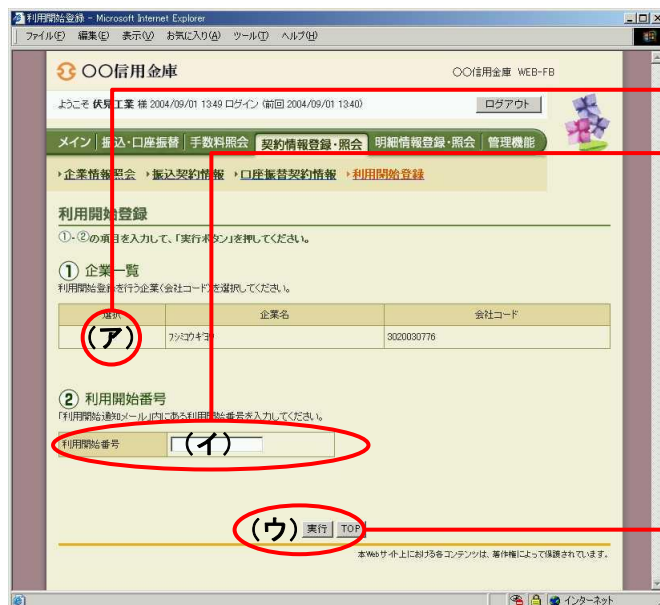 利用開始登録 - Microsoft Internet Explorer
ファイル(F) 編集(E) 表示(V) お気に入り(A) ツール(T) ヘルプ(H)
〇〇信用金庫
〇〇信用金庫 WEB-FB
ようこそ 伏見工業 様 2004/09/01 1349 ログイン (前回 2004/09/01 1340)
ログアウト
メイン 振込・口座振替 手数料照会 契約情報登録・照会 明細情報登録・照会 管理機能
企業情報照会 振込契約情報 口座振替契約情報 利用開始登録
利用開始登録
①-②の項目を入力して、「実行ボタン」を押してください。
① 企業一覧
利用開始登録を行う企業(会社コード)を選択してください。
選択 企業名 会社コード
(ア) フシミコウギヨウ 3020030776
② 利用開始番号
「利用開始通知メール」内にある利用開始番号を入力してください。
利用開始番号 (イ)
(ウ) 実行 TOP
本Webサイト上における各コンテンツは、著作権によって保護されています。
インターネット